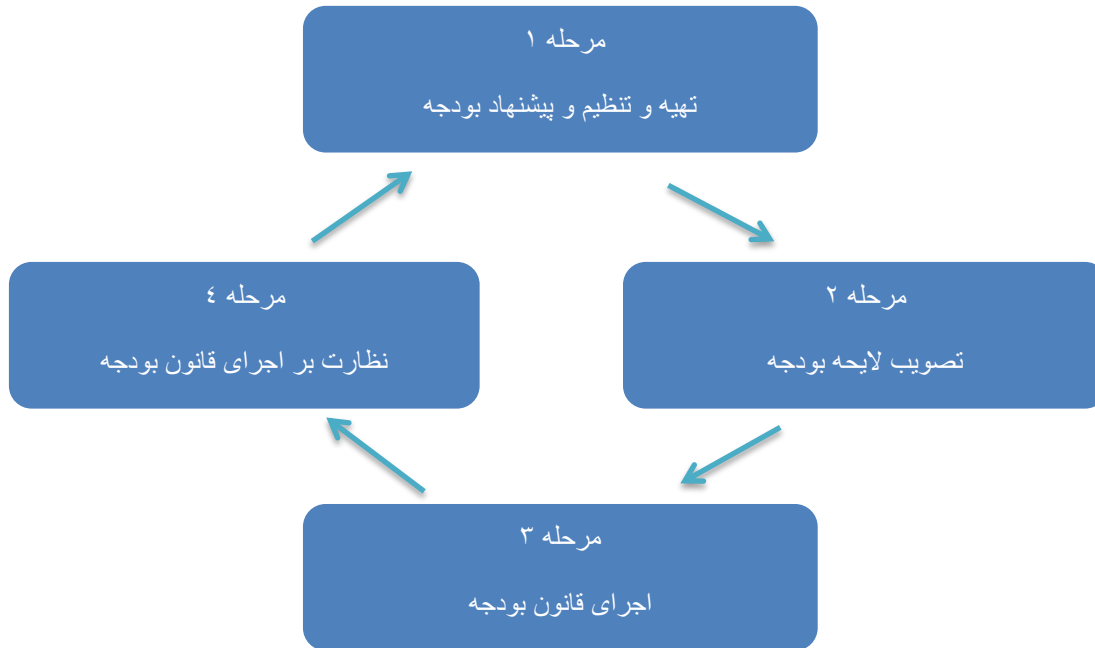 مرحله ۱
تهیه و تنظیم و پیشنهاد بودجه
مرحله ۲
تصویب لایحه بودجه
مرحله ۳
اجرای قانون بودجه
مرحله ٤
نظارت بر اجرای قانون بودجه